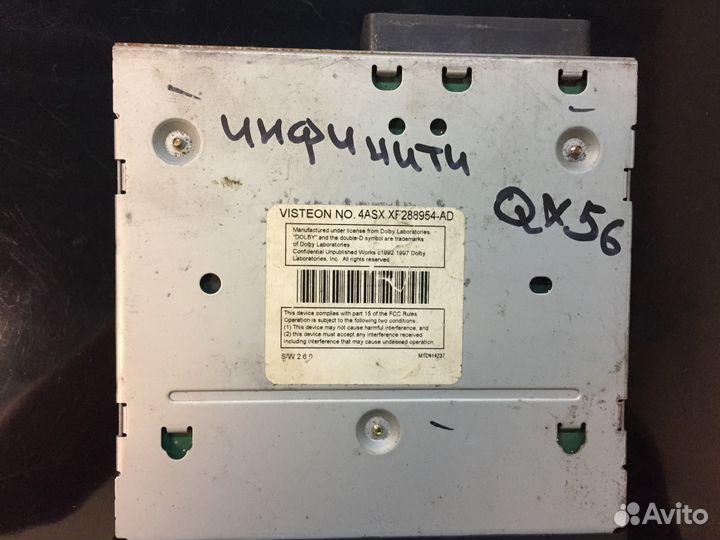 инфинити
QX56
VISTEON NO. 4ASX XF288954-AD
Manufactured under license from Dolby Laboratories.
"DOLBY" and the double-D symbol are trademarks
of Dolby Laboratories.
Confidential Unpublished Works c1992-1997 Dolby
Laboratories, Inc. All rights reserved.
This device complies with part 15 of the FCC Rules
Operation is subject to the following two conditions:
(1) This device may not cause harmful interference, and
(2) this device must accept any interference received
including interference that may cause undesired operation.
S/W 2.6.0
Avito